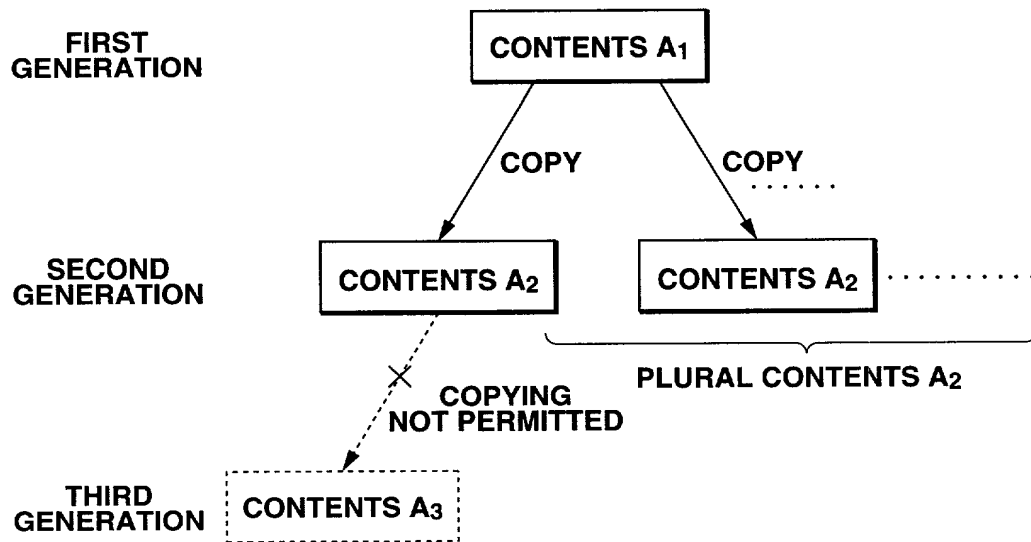 FIRST
GENERATION
CONTENTS A₁
COPY
COPY
SECOND
GENERATION
CONTENTS A₂
CONTENTS A₂
PLURAL CONTENTS A₂
COPYING
NOT PERMITTED
THIRD
GENERATION
CONTENTS A₃